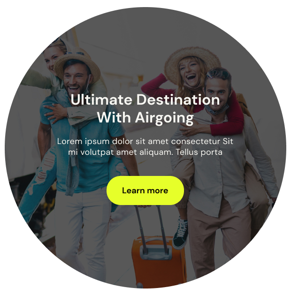 Ultimate Destination
With Airgoing
Lorem ipsum dolor sit amet consectetur Sit
mi volutpat amet aliquam. Tellus porta
Learn more